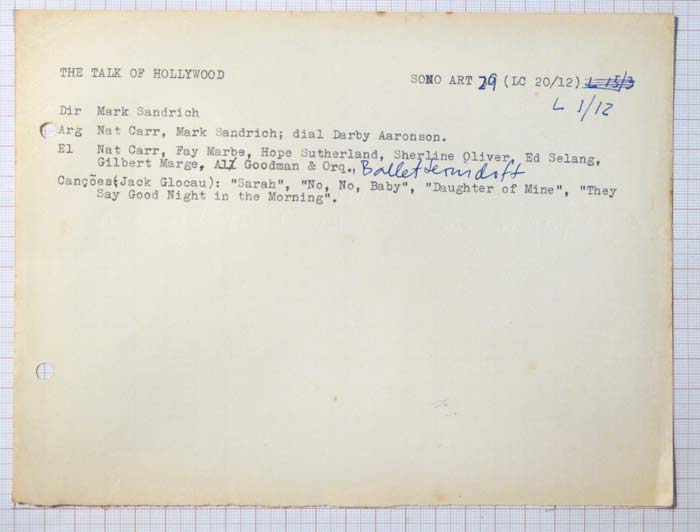 THE TALK OF HOLLYWOOD SONO ART 29 (LC 20/12) L 15/3
L 1/12
Dir Mark Sandrich
Arg Nat Carr, Mark Sandrich; dial Darby Aaronson.
El Nat Carr, Fay Marbe, Hope Sutherland, Sherline Oliver, Ed Selang,
Gilbert Marge, Al Goodman & Orq., Ballet
Canções(Jack Glocau): "Sarah", "No, No, Baby", "Daughter of Mine", "They
Say Good Night in the Morning".